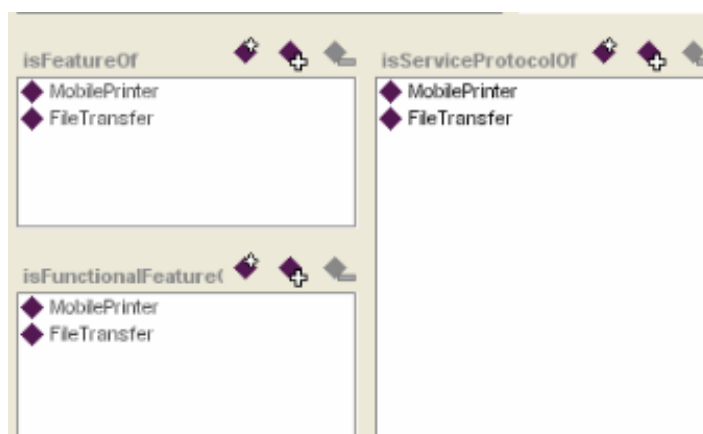 isFeatureOf
MobilePrinter
FileTransfer
isFunctionalFeature(
MobilePrinter
FileTransfer
isServiceProtocolOf
MobilePrinter
FileTransfer